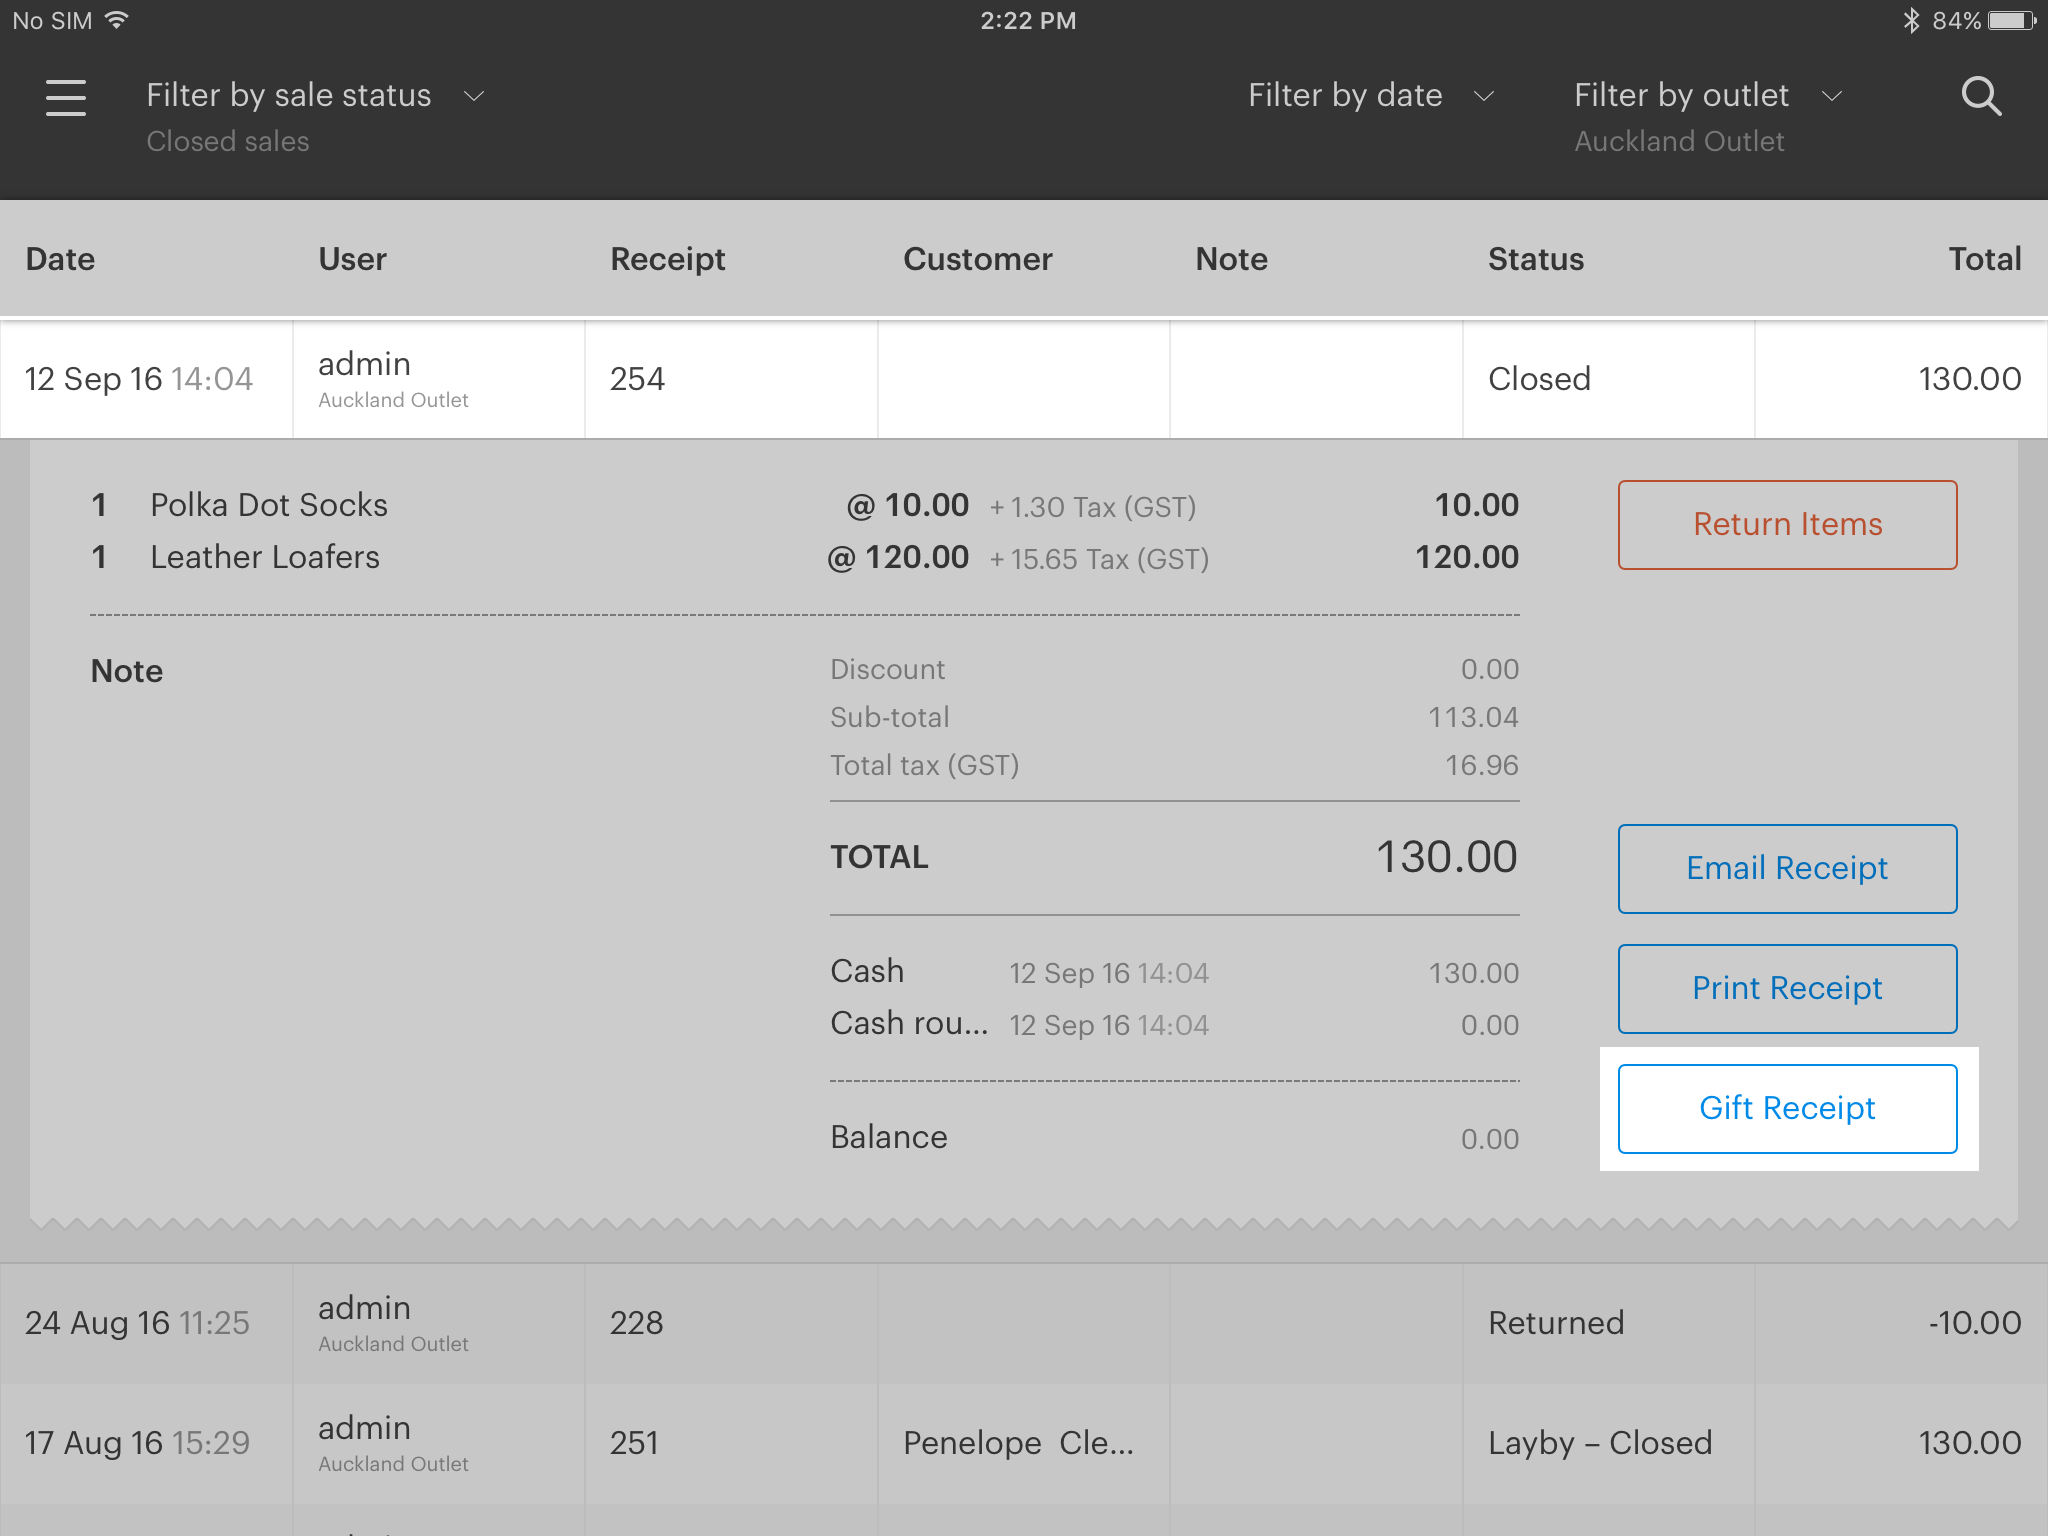 No SIM 2:22 PM 84%
Filter by sale status Filter by date Filter by outlet
Closed sales Auckland Outlet
Date User Receipt Customer Note Status Total
12 Sep 16 14:04 admin 254 Closed 130.00
Auckland Outlet
1 Polka Dot Socks @ 10.00 + 1.30 Tax (GST) 10.00 Return Items
1 Leather Loafers @ 120.00 + 15.65 Tax (GST) 120.00
Note Discount 0.00
Sub-total 113.04
Total tax (GST) 16.96
TOTAL 130.00 Email Receipt
Cash 12 Sep 16 14:04 130.00 Print Receipt
Cash rou... 12 Sep 16 14:04 0.00
Gift Receipt
Balance 0.00
24 Aug 16 11:25 admin 228 Returned -10.00
Auckland Outlet
17 Aug 16 15:29 admin 251 Penelope Cle... Layby – Closed 130.00
Auckland Outlet